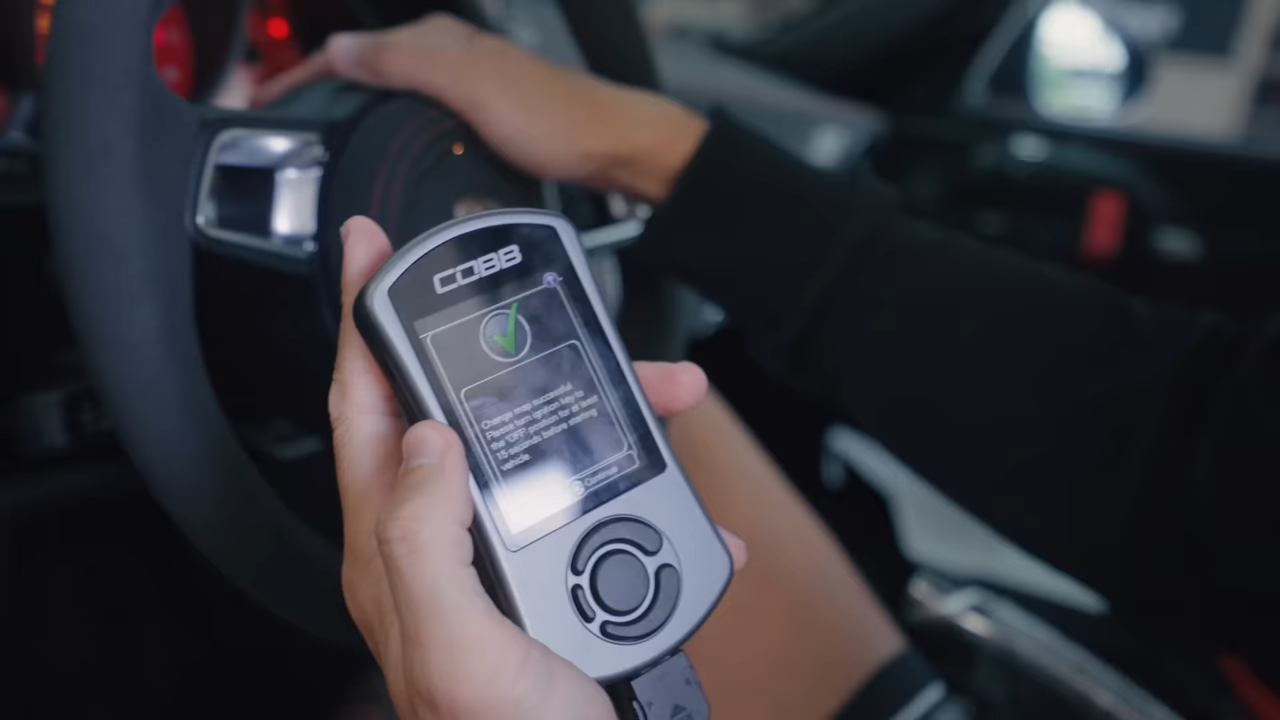 COBB
Change map successful
Please turn ignition key to
the "OFF" position for at least
15 seconds before starting
vehicle.
Continue